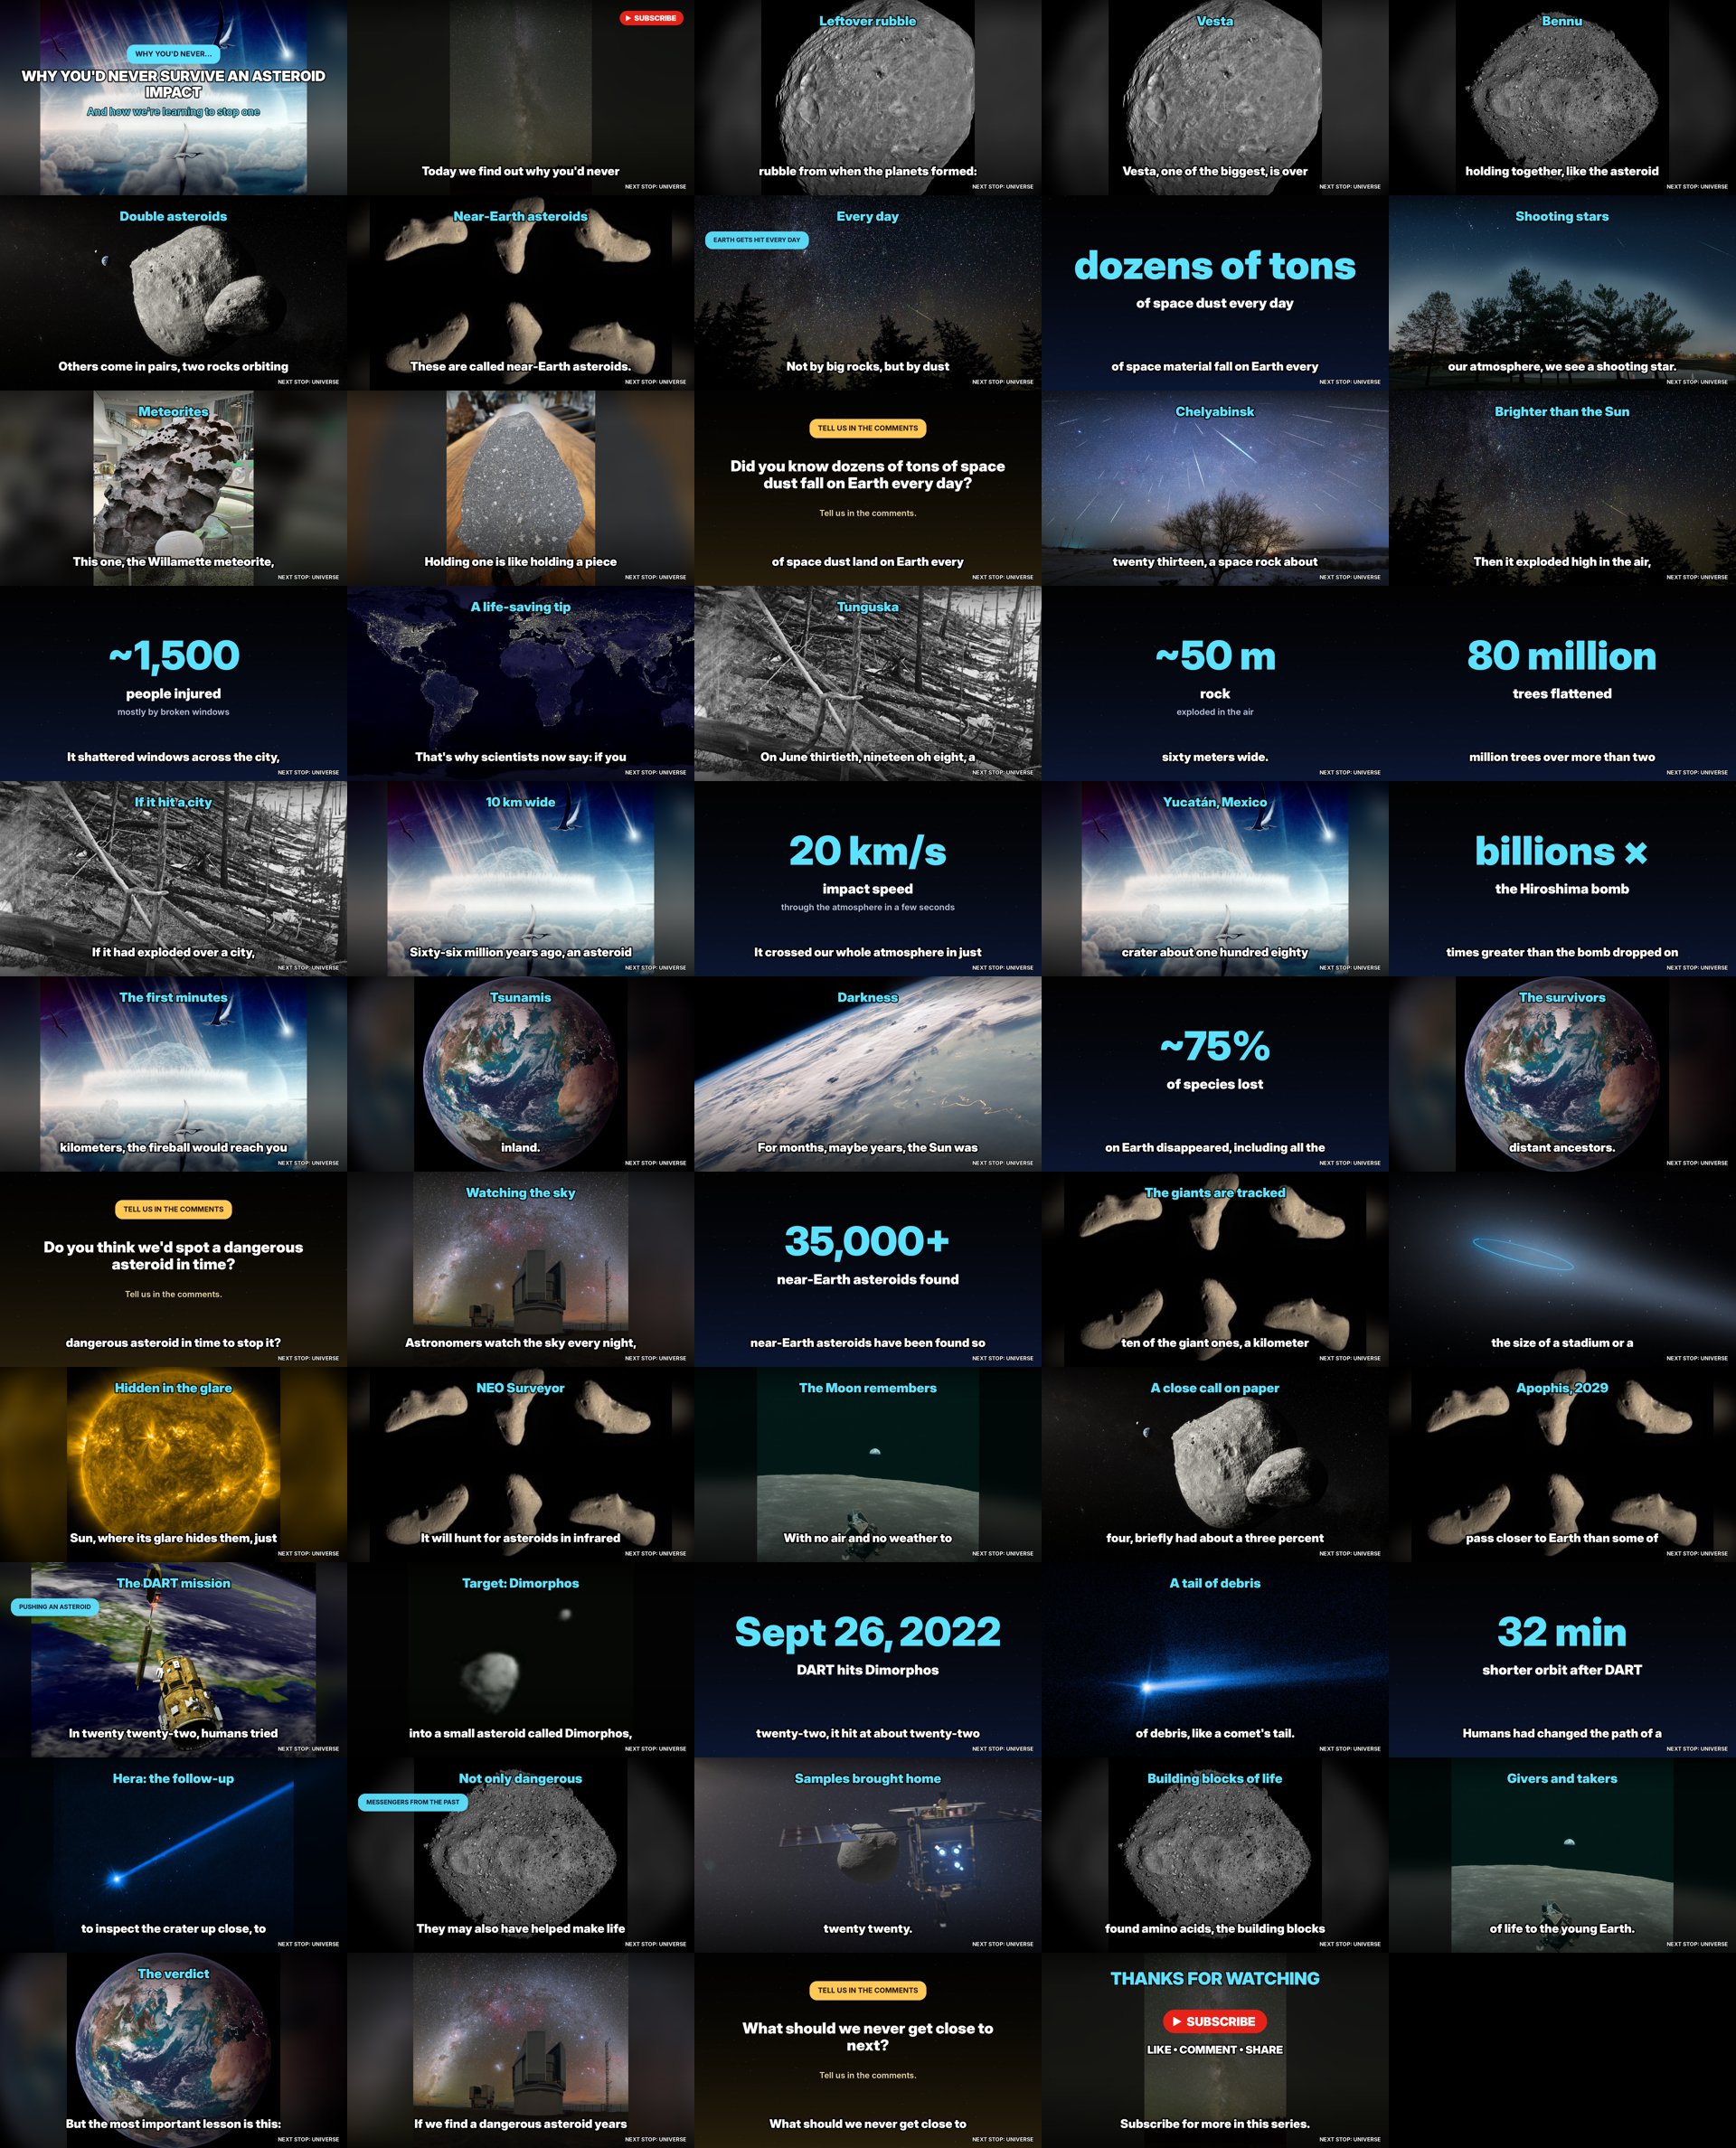 WHY YOU'D NEVER...
WHY YOU'D NEVER SURVIVE AN ASTEROID
IMPACT
And how we're learning to stop one
SUBSCRIBE
Today we find out why you'd never
NEXT STOP: UNIVERSE
Leftover rubble
rubble from when the planets formed:
NEXT STOP: UNIVERSE
Vesta
Vesta, one of the biggest, is over
NEXT STOP: UNIVERSE
Bennu
holding together, like the asteroid
NEXT STOP: UNIVERSE
Double asteroids
Others come in pairs, two rocks orbiting
NEXT STOP: UNIVERSE
Near-Earth asteroids
These are called near-Earth asteroids.
NEXT STOP: UNIVERSE
Every day
EARTH GETS HIT EVERY DAY
Not by big rocks, but by dust
NEXT STOP: UNIVERSE
dozens of tons
of space dust every day
of space material fall on Earth every
NEXT STOP: UNIVERSE
Shooting stars
our atmosphere, we see a shooting star.
NEXT STOP: UNIVERSE
Meteorites
This one, the Willamette meteorite,
NEXT STOP: UNIVERSE
Holding one is like holding a piece
NEXT STOP: UNIVERSE
TELL US IN THE COMMENTS
Did you know dozens of tons of space
dust fall on Earth every day?
Tell us in the comments.
of space dust land on Earth every
NEXT STOP: UNIVERSE
Chelyabinsk
twenty thirteen, a space rock about
NEXT STOP: UNIVERSE
Brighter than the Sun
Then it exploded high in the air,
NEXT STOP: UNIVERSE
~1,500
people injured
mostly by broken windows
It shattered windows across the city,
NEXT STOP: UNIVERSE
A life-saving tip
That's why scientists now say: if you
NEXT STOP: UNIVERSE
Tunguska
On June thirtieth, nineteen oh eight, a
NEXT STOP: UNIVERSE
~50 m
rock
exploded in the air
sixty meters wide.
NEXT STOP: UNIVERSE
80 million
trees flattened
million trees over more than two
NEXT STOP: UNIVERSE
If it hit a city
If it had exploded over a city,
NEXT STOP: UNIVERSE
10 km wide
Sixty-six million years ago, an asteroid
NEXT STOP: UNIVERSE
20 km/s
impact speed
through the atmosphere in a few seconds
It crossed our whole atmosphere in just
NEXT STOP: UNIVERSE
Yucatán, Mexico
crater about one hundred eighty
NEXT STOP: UNIVERSE
billions ×
the Hiroshima bomb
times greater than the bomb dropped on
NEXT STOP: UNIVERSE
The first minutes
kilometers, the fireball would reach you
NEXT STOP: UNIVERSE
Tsunamis
inland.
NEXT STOP: UNIVERSE
Darkness
For months, maybe years, the Sun was
NEXT STOP: UNIVERSE
~75%
of species lost
on Earth disappeared, including all the
NEXT STOP: UNIVERSE
The survivors
distant ancestors.
NEXT STOP: UNIVERSE
TELL US IN THE COMMENTS
Do you think we'd spot a dangerous
asteroid in time?
Tell us in the comments.
dangerous asteroid in time to stop it?
NEXT STOP: UNIVERSE
Watching the sky
Astronomers watch the sky every night,
NEXT STOP: UNIVERSE
35,000+
near-Earth asteroids found
near-Earth asteroids have been found so
NEXT STOP: UNIVERSE
The giants are tracked
ten of the giant ones, a kilometer
NEXT STOP: UNIVERSE
the size of a stadium or a
NEXT STOP: UNIVERSE
Hidden in the glare
Sun, where its glare hides them, just
NEXT STOP: UNIVERSE
NEO Surveyor
It will hunt for asteroids in infrared
NEXT STOP: UNIVERSE
The Moon remembers
With no air and no weather to
NEXT STOP: UNIVERSE
A close call on paper
four, briefly had about a three percent
NEXT STOP: UNIVERSE
Apophis, 2029
pass closer to Earth than some of
NEXT STOP: UNIVERSE
The DART mission
PUSHING AN ASTEROID
In twenty twenty-two, humans tried
NEXT STOP: UNIVERSE
Target: Dimorphos
into a small asteroid called Dimorphos,
NEXT STOP: UNIVERSE
Sept 26, 2022
DART hits Dimorphos
twenty-two, it hit at about twenty-two
NEXT STOP: UNIVERSE
A tail of debris
of debris, like a comet's tail.
NEXT STOP: UNIVERSE
32 min
shorter orbit after DART
Humans had changed the path of a
NEXT STOP: UNIVERSE
Hera: the follow-up
to inspect the crater up close, to
NEXT STOP: UNIVERSE
Not only dangerous
MESSENGERS FROM THE PAST
They may also have helped make life
NEXT STOP: UNIVERSE
Samples brought home
twenty twenty.
NEXT STOP: UNIVERSE
Building blocks of life
found amino acids, the building blocks
NEXT STOP: UNIVERSE
Givers and takers
of life to the young Earth.
NEXT STOP: UNIVERSE
The verdict
But the most important lesson is this:
NEXT STOP: UNIVERSE
If we find a dangerous asteroid years
NEXT STOP: UNIVERSE
TELL US IN THE COMMENTS
What should we never get close to
next?
Tell us in the comments.
What should we never get close to
NEXT STOP: UNIVERSE
THANKS FOR WATCHING
SUBSCRIBE
LIKE • COMMENT • SHARE
Subscribe for more in this series.
NEXT STOP: UNIVERSE